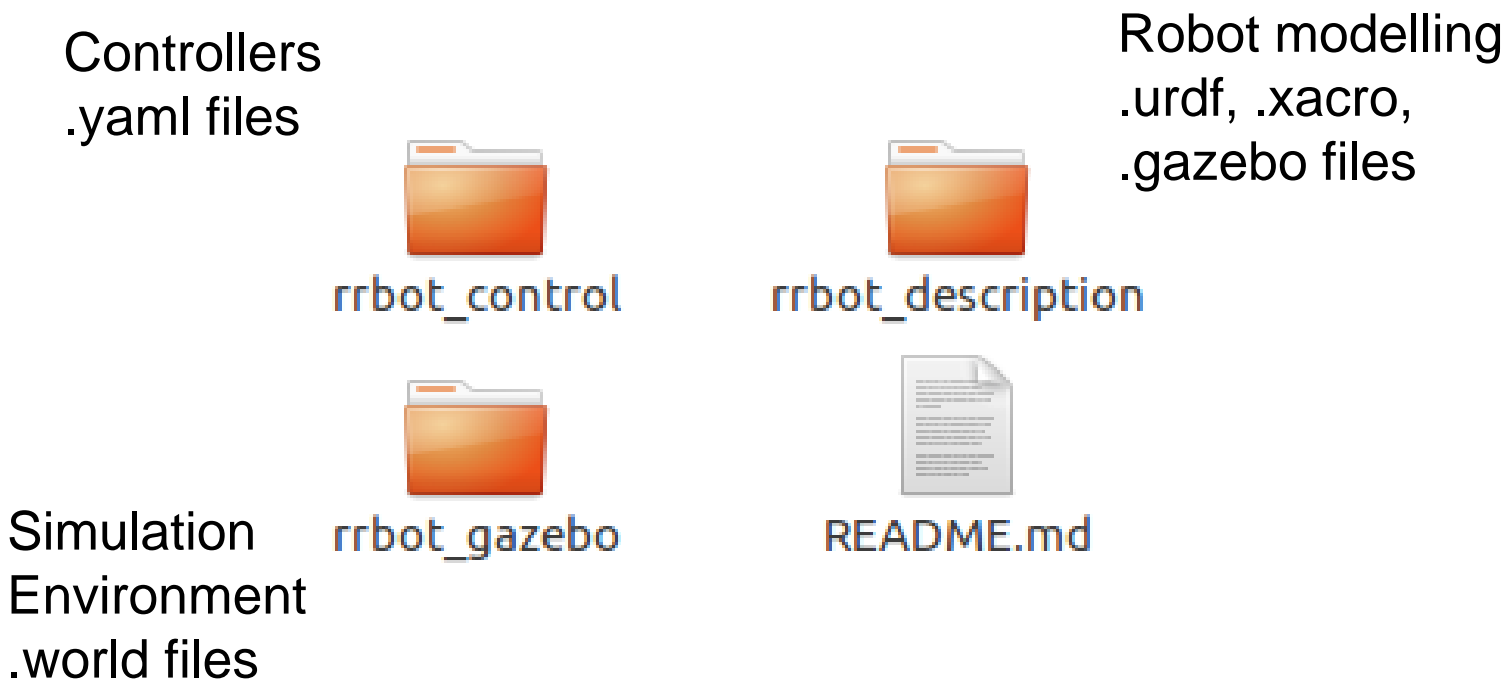 Controllers
.yaml files
Robot modelling
.urdf, .xacro,
.gazebo files
rrbot_control
rrbot_description
Simulation
Environment
.world files
rrbot_gazebo
README.md